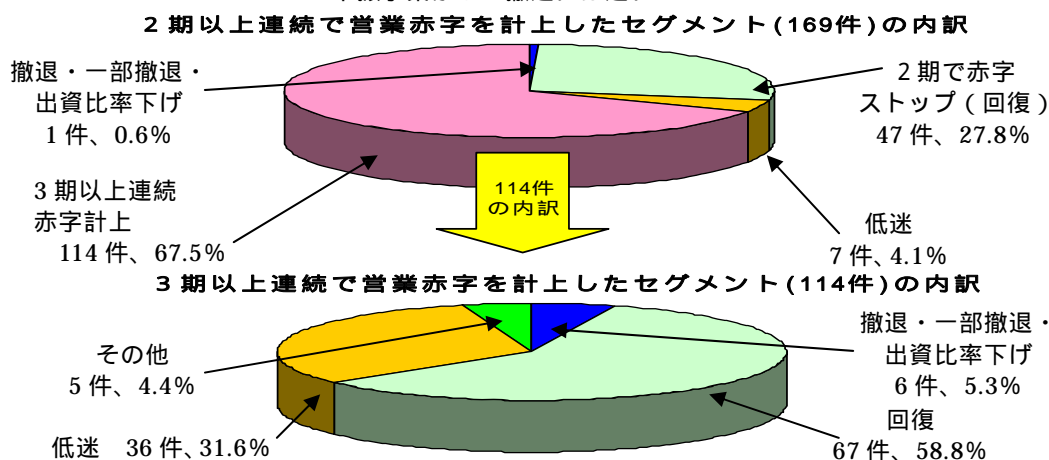 ２期以上連続で営業赤字を計上したセグメント(169件)の内訳
撤退・一部撤退・
出資比率下げ
１件、0.6%
２期で赤字
ストップ（回復）
47件、27.8%
３期以上連続
赤字計上
114件、67.5%
114件
の内訳
低迷
７件、4.1%
３期以上連続で営業赤字を計上したセグメント(114件)の内訳
その他
５件、4.4%
撤退・一部撤退・
出資比率下げ
６件、5.3%
低迷　36件、31.6%
回復
67件、58.8%